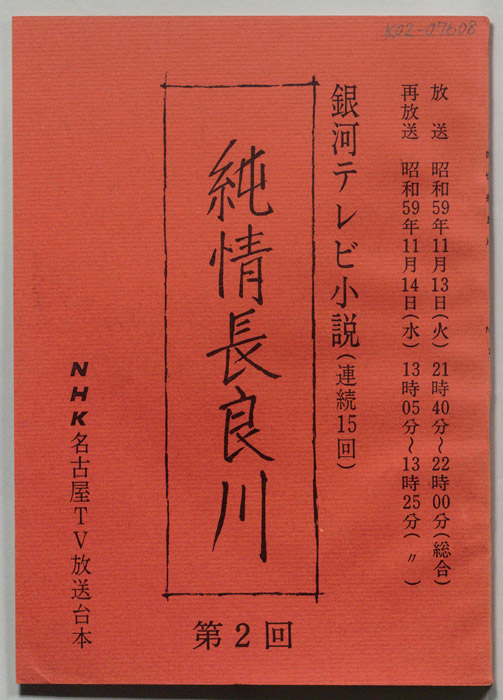 K02-07608
放送 昭和59年11月13日(火) 21時40分~22時00分(総合)
再放送 昭和59年11月14日(水) 13時05分~13時25分( 〃 )
銀河テレビ小説(連続15回)
純情長良川
第2回
NHK名古屋TV放送台本